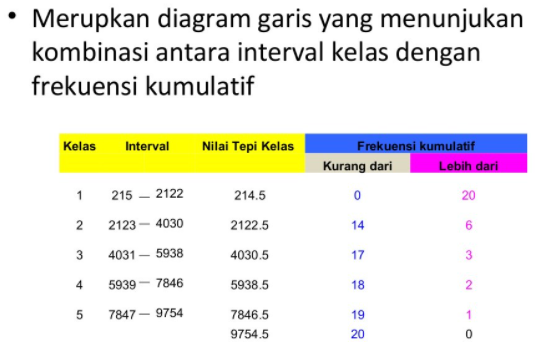 • Merupkan diagram garis yang menunjukan
kombinasi antara interval kelas dengan
frekuensi kumulatif
Kelas Interval Nilai Tepi Kelas Frekuensi kumulatif
Kurang dari Lebih dari
1 215 — 2122 214.5 0 20
2 2123 — 4030 2122.5 14 6
3 4031 — 5938 4030.5 17 3
4 5939 — 7846 5938.5 18 2
5 7847 — 9754 7846.5 19 1
9754.5 20 0